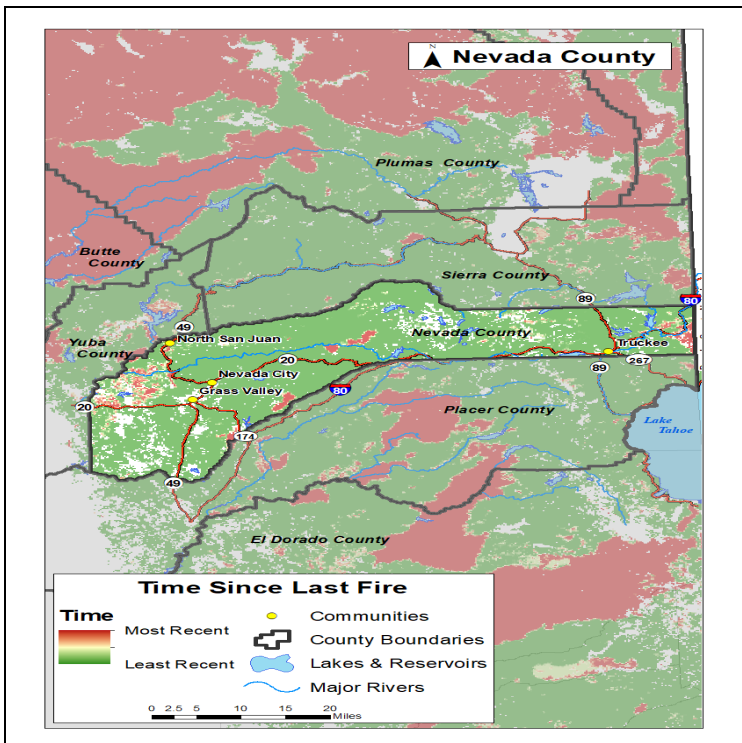 N
Nevada County
Plumas County
Butte
County
Sierra County
80
89
49
Nevada County
North San Juan
Truckee
Yuba
County
20
267
Nevada City
89
80
Grass Valley
20
Placer County
Lake
Tahoe
174
49
El Dorado County
Time Since Last Fire
Time
Most Recent
Least Recent
Communities
County Boundaries
Lakes & Reservoirs
Major Rivers
0 2.5 5 10 15 20
Miles